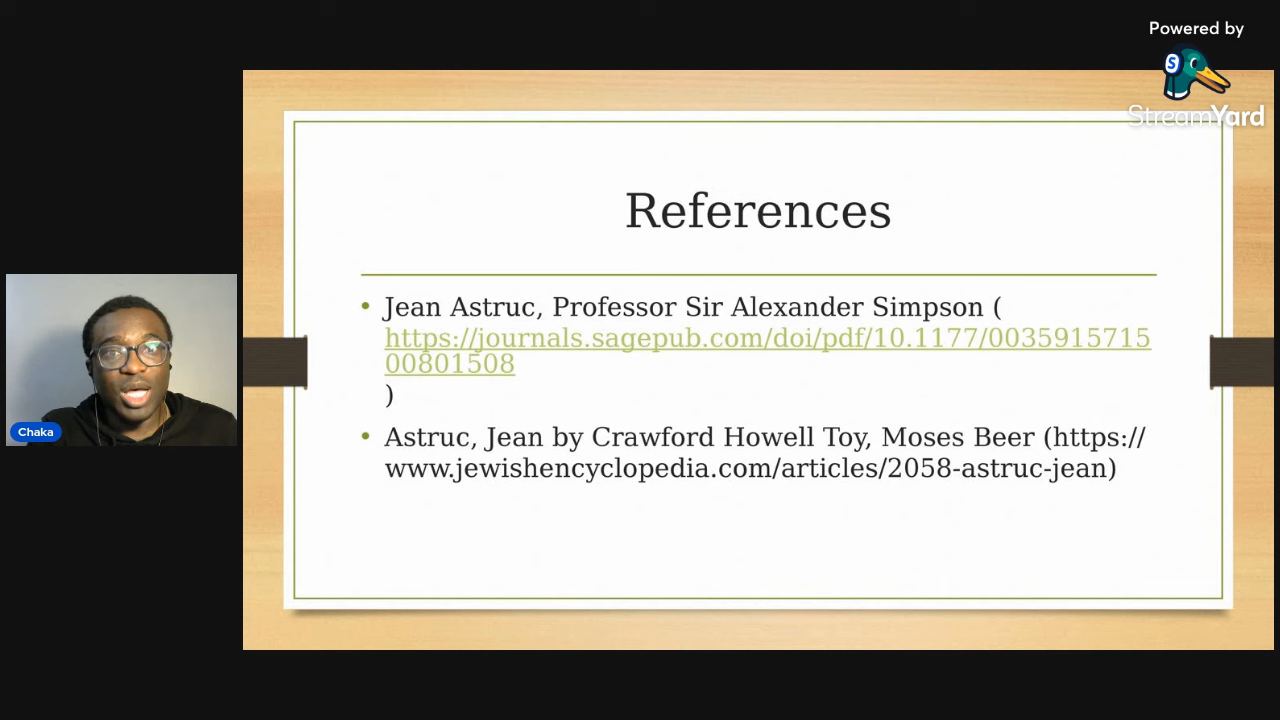 Powered by
S
StreamYard
References
• Jean Astruc, Professor Sir Alexander Simpson (
https://journals.sagepub.com/doi/pdf/10.1177/0035915715
00801508
)
• Astruc, Jean by Crawford Howell Toy, Moses Beer (https://
www.jewishencyclopedia.com/articles/2058-astruc-jean)
Chaka